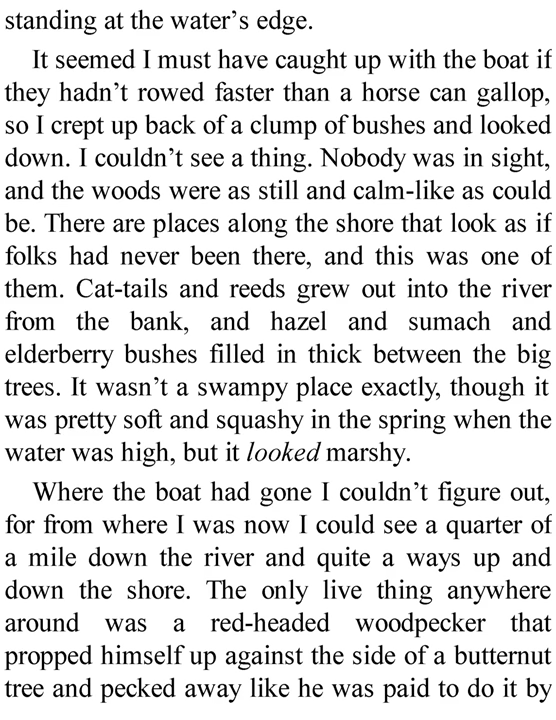 standing at the water’s edge.
It seemed I must have caught up with the boat if
they hadn’t rowed faster than a horse can gallop,
so I crept up back of a clump of bushes and looked
down. I couldn’t see a thing. Nobody was in sight,
and the woods were as still and calm-like as could
be. There are places along the shore that look as if
folks had never been there, and this was one of
them. Cat-tails and reeds grew out into the river
from the bank, and hazel and sumach and
elderberry bushes filled in thick between the big
trees. It wasn’t a swampy place exactly, though it
was pretty soft and squashy in the spring when the
water was high, but it looked marshy.
Where the boat had gone I couldn’t figure out,
for from where I was now I could see a quarter of
a mile down the river and quite a ways up and
down the shore. The only live thing anywhere
around was a red-headed woodpecker that
propped himself up against the side of a butternut
tree and pecked away like he was paid to do it by